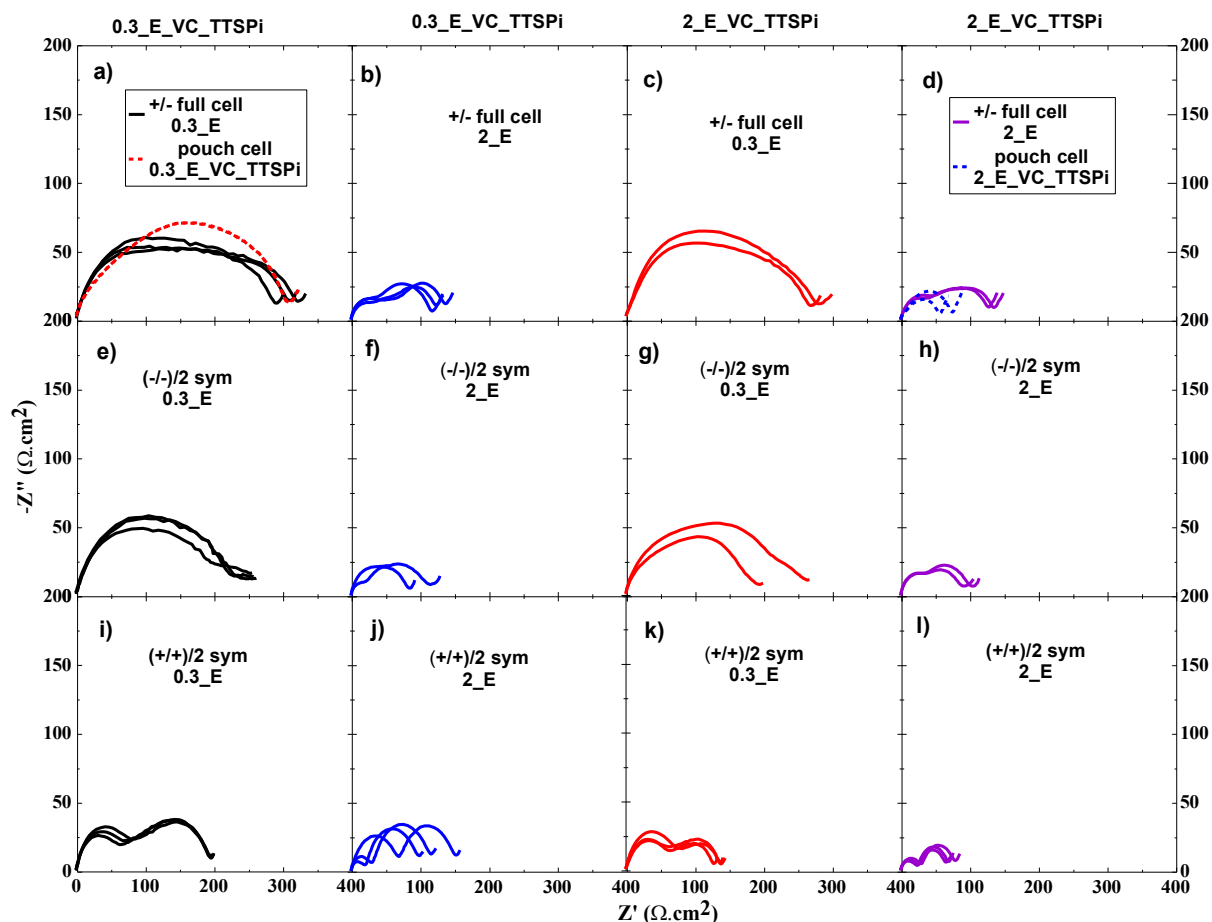 0.3_E_VC_TTSPi
0.3_E_VC_TTSPi
2_E_VC_TTSPi
2_E_VC_TTSPi
200
200
a)
b)
c)
d)
+/- full cell
0.3_E
pouch cell
0.3_E_VC_TTSPi
+/- full cell
2_E
+/- full cell
0.3_E
+/- full cell
2_E
pouch cell
2_E_VC_TTSPi
150
150
100
100
50
50
200
200
e)
f)
g)
h)
(-/-)/2 sym
0.3_E
(-/-)/2 sym
2_E
(-/-)/2 sym
0.3_E
(-/-)/2 sym
2_E
150
150
100
100
50
50
-Z'' (Ω.cm²)
200
200
i)
j)
k)
l)
(+/+)/2 sym
0.3_E
(+/+)/2 sym
2_E
(+/+)/2 sym
0.3_E
(+/+)/2 sym
2_E
150
150
100
100
50
50
0
0
0 100 200 300 400 100 200 300 400 100 200 300 400 100 200 300 400
Z' (Ω.cm²)